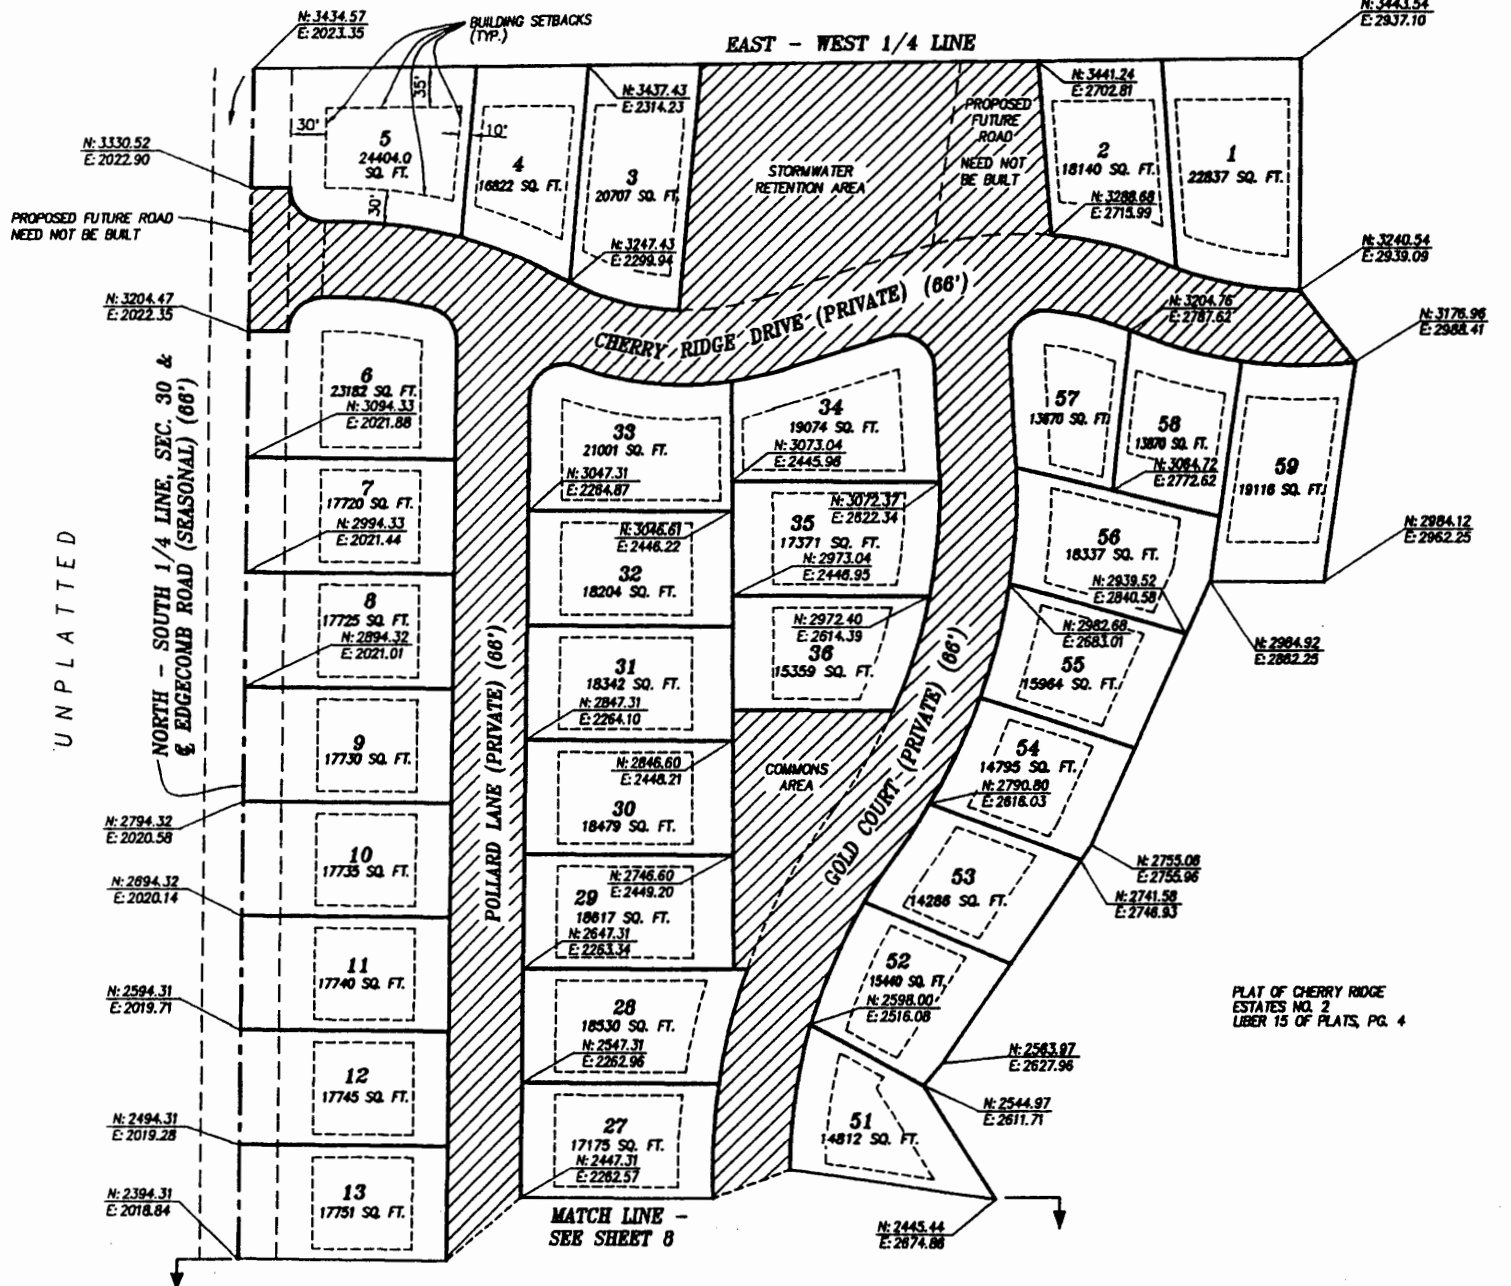 N: 3434.57
E: 2023.35
BUILDING SETBACKS
(TYP.)
EAST - WEST 1/4 LINE
N: 3443.54
E: 2937.10
N: 3437.43
E: 2314.23
N: 3441.24
E: 2702.81
35'
30'
10'
30'
5
24404.0
SQ. FT.
4
16822 SQ. FT.
3
20707 SQ. FT.
STORMWATER
RETENTION AREA
PROPOSED
FUTURE
ROAD
NEED NOT
BE BUILT
2
18140 SQ. FT.
1
22837 SQ. FT.
N: 3330.52
E: 2022.90
N: 3288.68
E: 2715.99
PROPOSED FUTURE ROAD
NEED NOT BE BUILT
N: 3247.43
E: 2299.94
N: 3240.54
E: 2939.09
N: 3204.47
E: 2022.35
CHERRY RIDGE DRIVE (PRIVATE) (66')
N: 3204.76
E: 2787.62
N: 3176.96
E: 2988.41
6
23182 SQ. FT.
N: 3094.33
E: 2021.88
33
21001 SQ. FT.
N: 3047.31
E: 2264.87
34
19074 SQ. FT.
N: 3073.04
E: 2445.96
57
13670 SQ. FT.
58
13870 SQ. FT.
N: 3064.72
E: 2772.62
59
19116 SQ. FT.
UNPLATTED
NORTH - SOUTH 1/4 LINE, SEC. 30 &
℄ EDGECOMB ROAD (SEASONAL) (66')
7
17720 SQ. FT.
N: 2994.33
E: 2021.44
N: 3046.61
E: 2446.22
35
17371 SQ. FT.
N: 3072.37
E: 2622.34
N: 2973.04
E: 2446.95
56
18337 SQ. FT.
N: 2939.52
E: 2840.58
N: 2984.12
E: 2962.25
32
18204 SQ. FT.
8
17725 SQ. FT.
N: 2894.32
E: 2021.01
N: 2972.40
E: 2614.39
36
15359 SQ. FT.
N: 2982.68
E: 2683.01
N: 2984.92
E: 2862.25
55
15964 SQ. FT.
31
18342 SQ. FT.
N: 2847.31
E: 2264.10
POLLARD LANE (PRIVATE) (66')
GOLD COURT (PRIVATE) (66')
9
17730 SQ. FT.
N: 2846.60
E: 2448.21
COMMONS
AREA
54
14795 SQ. FT.
N: 2790.80
E: 2618.03
N: 2794.32
E: 2020.58
30
18479 SQ. FT.
10
17735 SQ. FT.
N: 2746.60
E: 2449.20
53
14286 SQ. FT.
N: 2755.06
E: 2755.96
N: 2741.58
E: 2746.93
N: 2694.32
E: 2020.14
29
18617 SQ. FT.
N: 2647.31
E: 2263.34
11
17740 SQ. FT.
52
15440 SQ. FT.
N: 2598.00
E: 2516.08
N: 2594.31
E: 2019.71
PLAT OF CHERRY RIDGE
ESTATES NO. 2
LIBER 15 OF PLATS, PG. 4
28
18530 SQ. FT.
N: 2547.31
E: 2262.96
N: 2563.97
E: 2627.96
12
17745 SQ. FT.
N: 2544.97
E: 2611.71
N: 2494.31
E: 2019.28
27
17175 SQ. FT.
N: 2447.31
E: 2262.57
51
14812 SQ. FT.
13
17751 SQ. FT.
N: 2394.31
E: 2018.84
MATCH LINE -
SEE SHEET 8
N: 2445.44
E: 2674.86